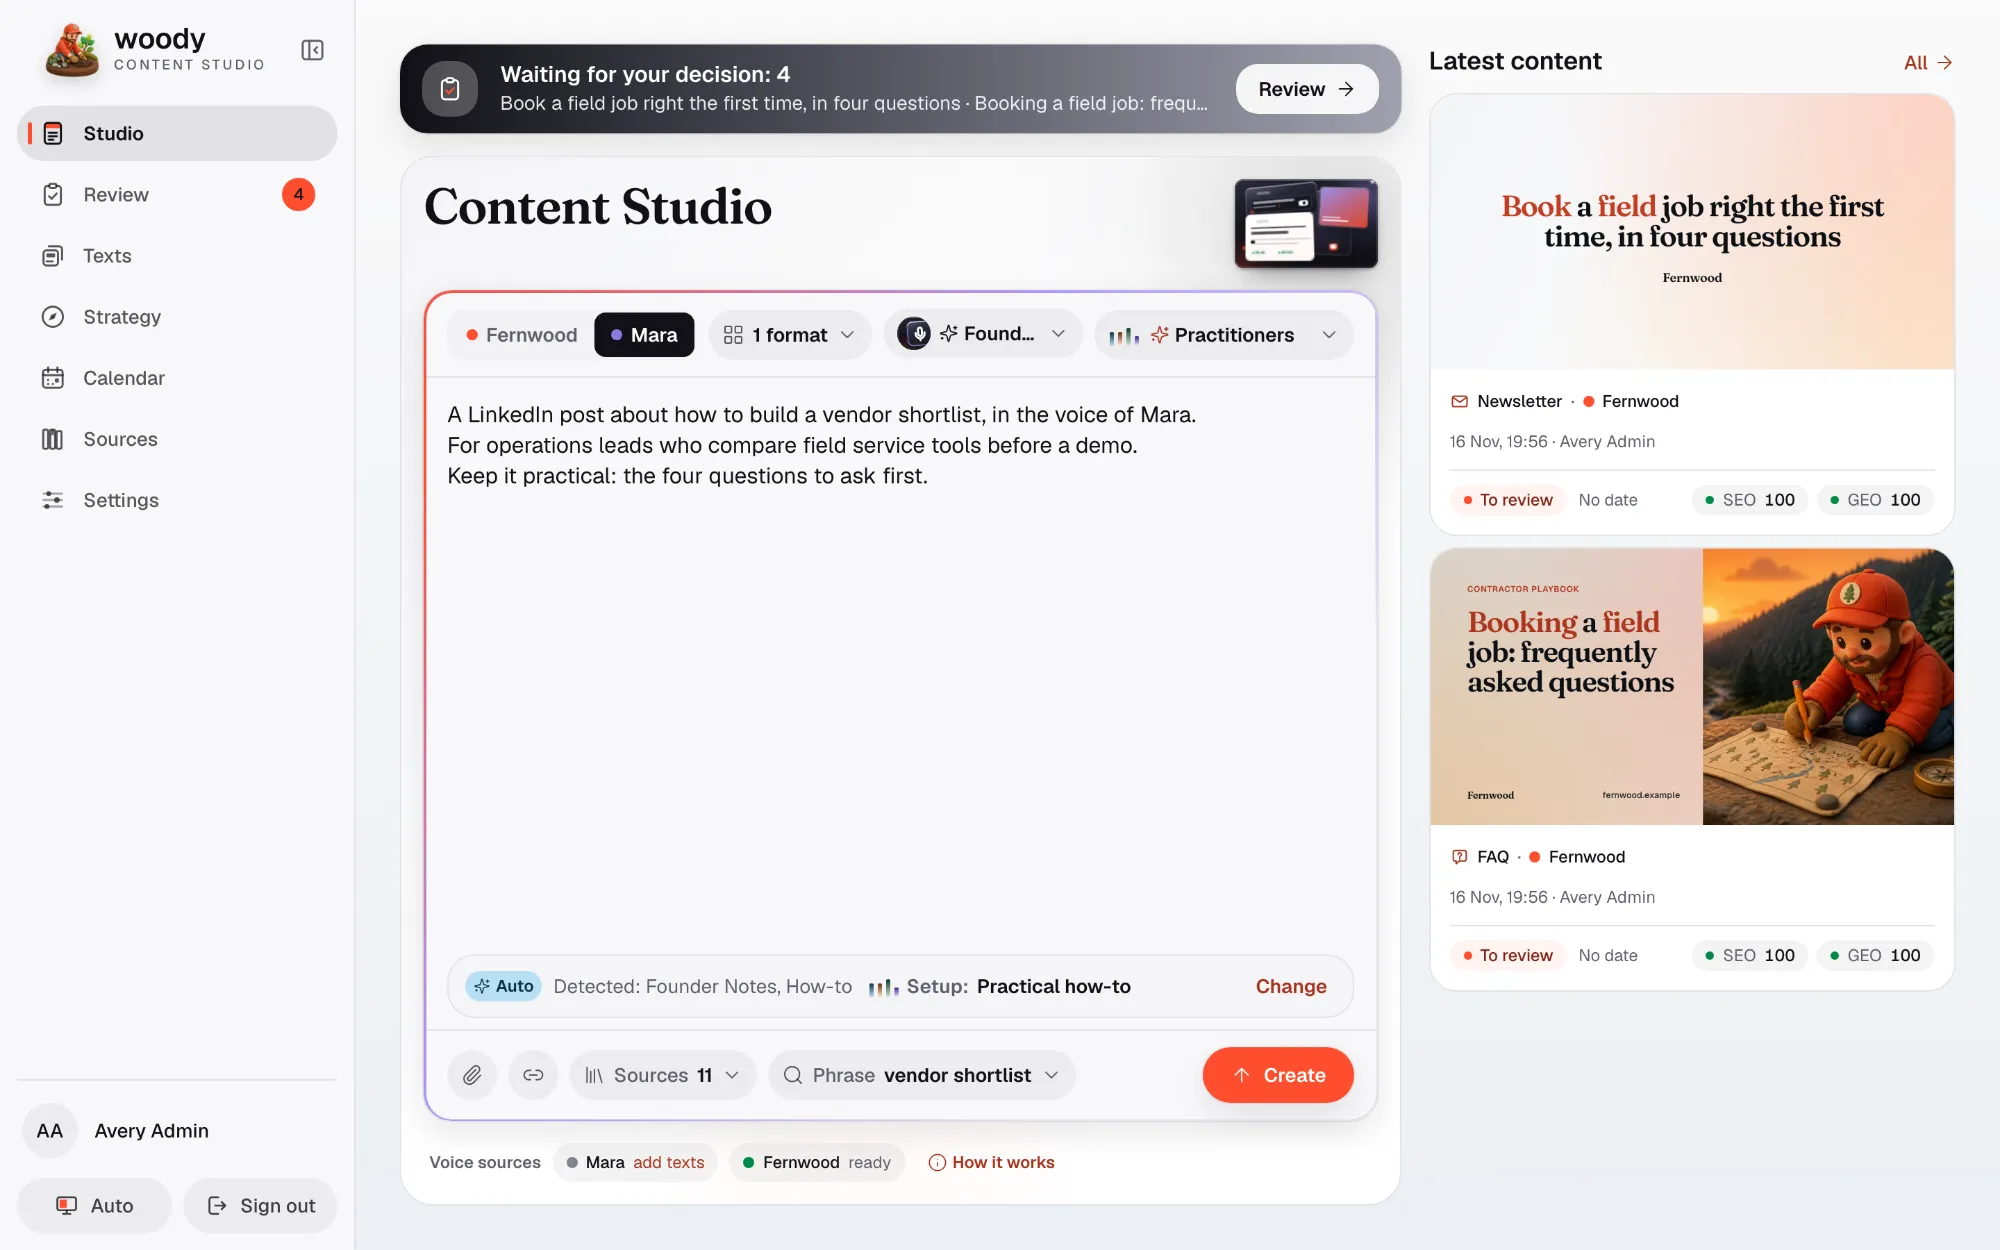 woody
CONTENT STUDIO
Studio
Review
4
Texts
Strategy
Calendar
Sources
Settings
AA
Avery Admin
Auto
Sign out
Waiting for your decision: 4
Book a field job right the first time, in four questions · Booking a field job: frequ...
Review
Content Studio
Fernwood
Mara
1 format
Found...
Practitioners
A LinkedIn post about how to build a vendor shortlist, in the voice of Mara.
For operations leads who compare field service tools before a demo.
Keep it practical: the four questions to ask first.
Auto
Detected: Founder Notes, How-to
Setup: Practical how-to
Change
Sources 11
Phrase vendor shortlist
Create
Voice sources
Mara add texts
Fernwood ready
How it works
Latest content
All
Book a field job right the first
time, in four questions
Fernwood
Newsletter · Fernwood
16 Nov, 19:56 · Avery Admin
To review
No date
SEO 100
GEO 100
CONTRACTOR PLAYBOOK
Booking a field
job: frequently
asked questions
Fernwood
fernwood.example
FAQ · Fernwood
16 Nov, 19:56 · Avery Admin
To review
No date
SEO 100
GEO 100